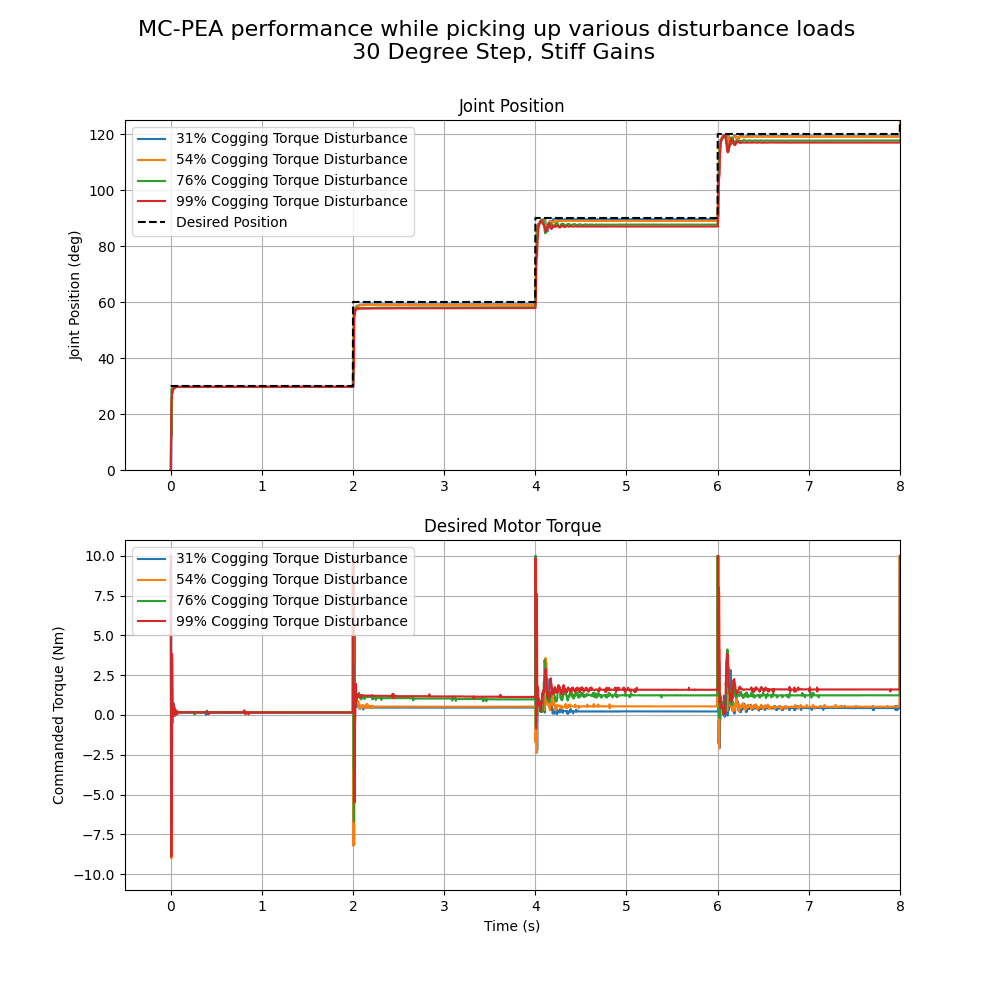 MC-PEA performance while picking up various disturbance loads
30 Degree Step, Stiff Gains
Joint Position
120
100
80
60
40
20
0
Joint Position (deg)
31% Cogging Torque Disturbance
54% Cogging Torque Disturbance
76% Cogging Torque Disturbance
99% Cogging Torque Disturbance
Desired Position
0 1 2 3 4 5 6 7 8
Desired Motor Torque
10.0
7.5
5.0
2.5
0.0
−2.5
−5.0
−7.5
−10.0
Commanded Torque (Nm)
31% Cogging Torque Disturbance
54% Cogging Torque Disturbance
76% Cogging Torque Disturbance
99% Cogging Torque Disturbance
0 1 2 3 4 5 6 7 8
Time (s)